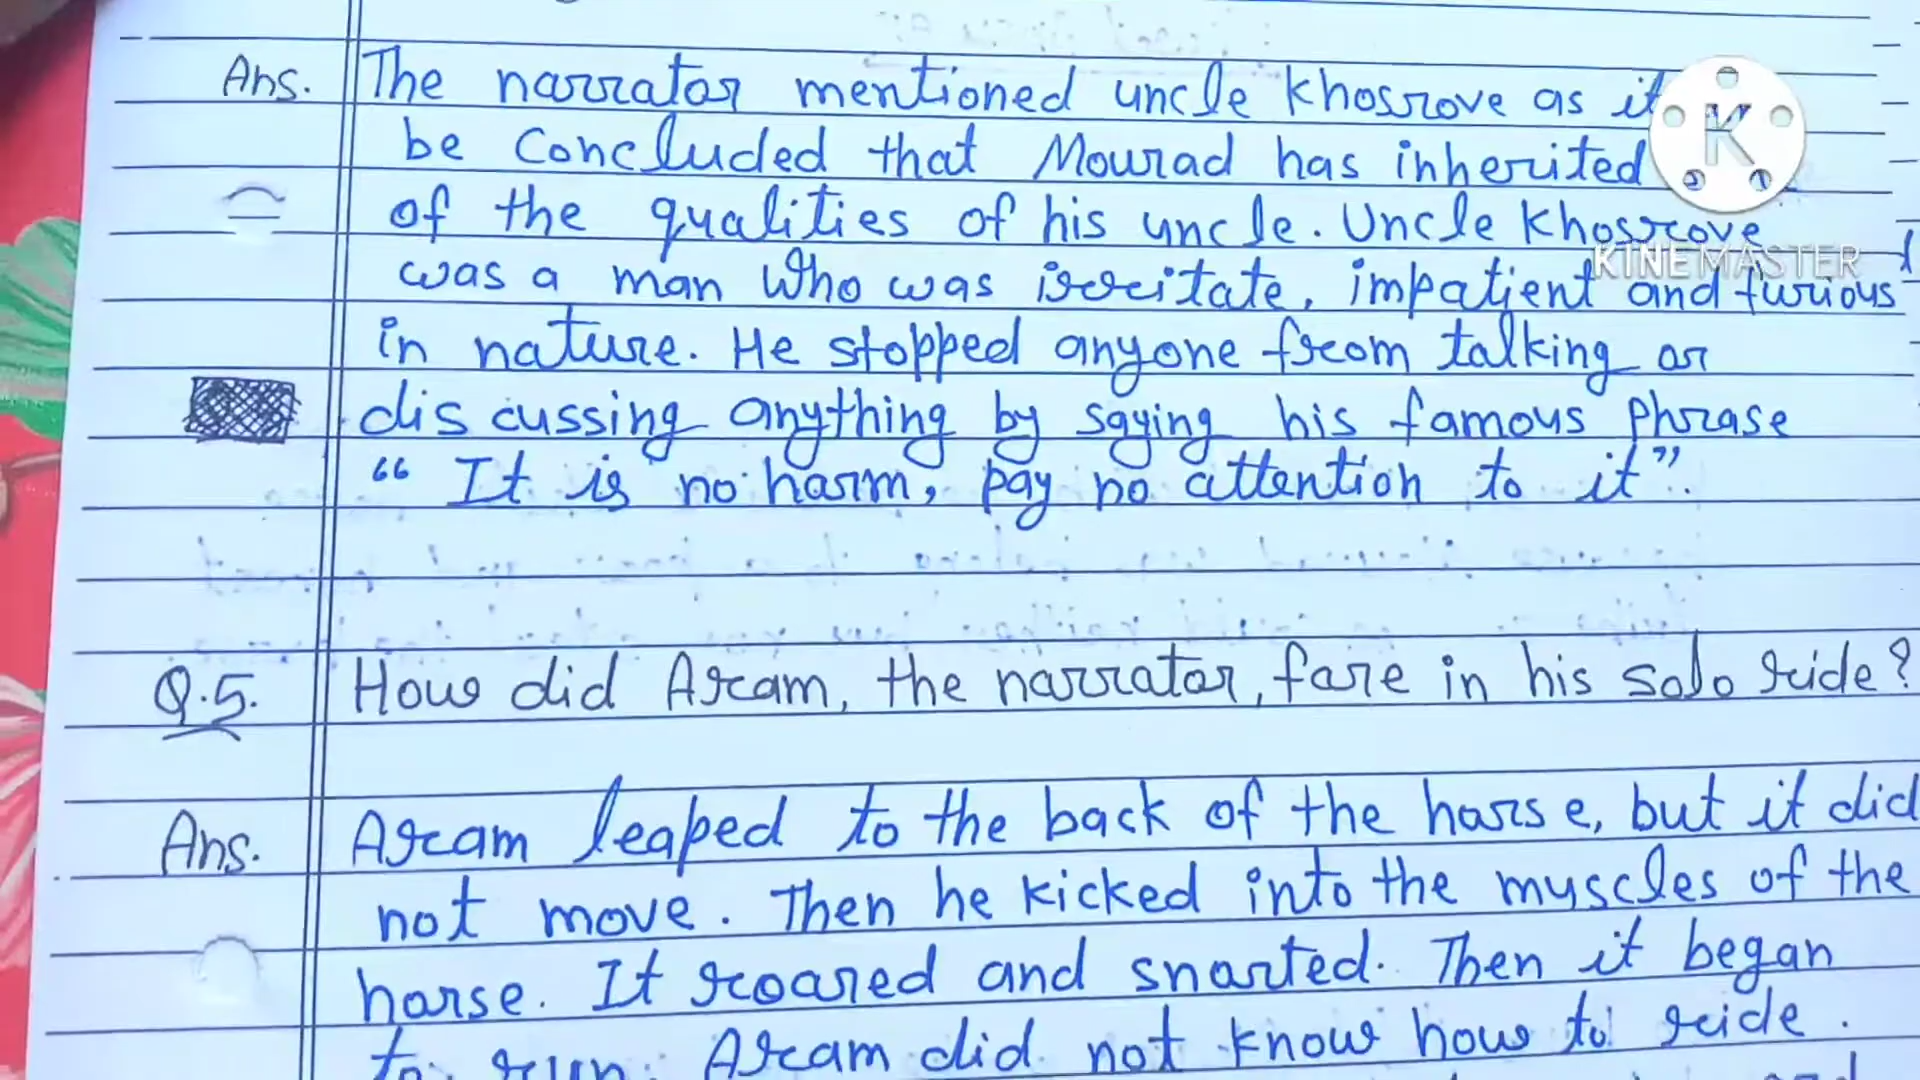 Ans. The narrator mentioned uncle Khosrove as it
be concluded that Mourad has inherited
of the qualities of his uncle. Uncle Khosrove
was a man who was irritate, impatient and furious
in nature. He stopped anyone from talking or
dis cussing anything by saying his famous phrase
“It is no harm, pay no attention to it”.
Q.5. How did Aram, the narrator, fare in his solo ride?
Ans. Aram leaped to the back of the horse, but it did
not move. Then he kicked into the muscles of the
horse. It roared and snorted. Then it began
to run. Aram did not know how to ride.
K
KINEMASTER